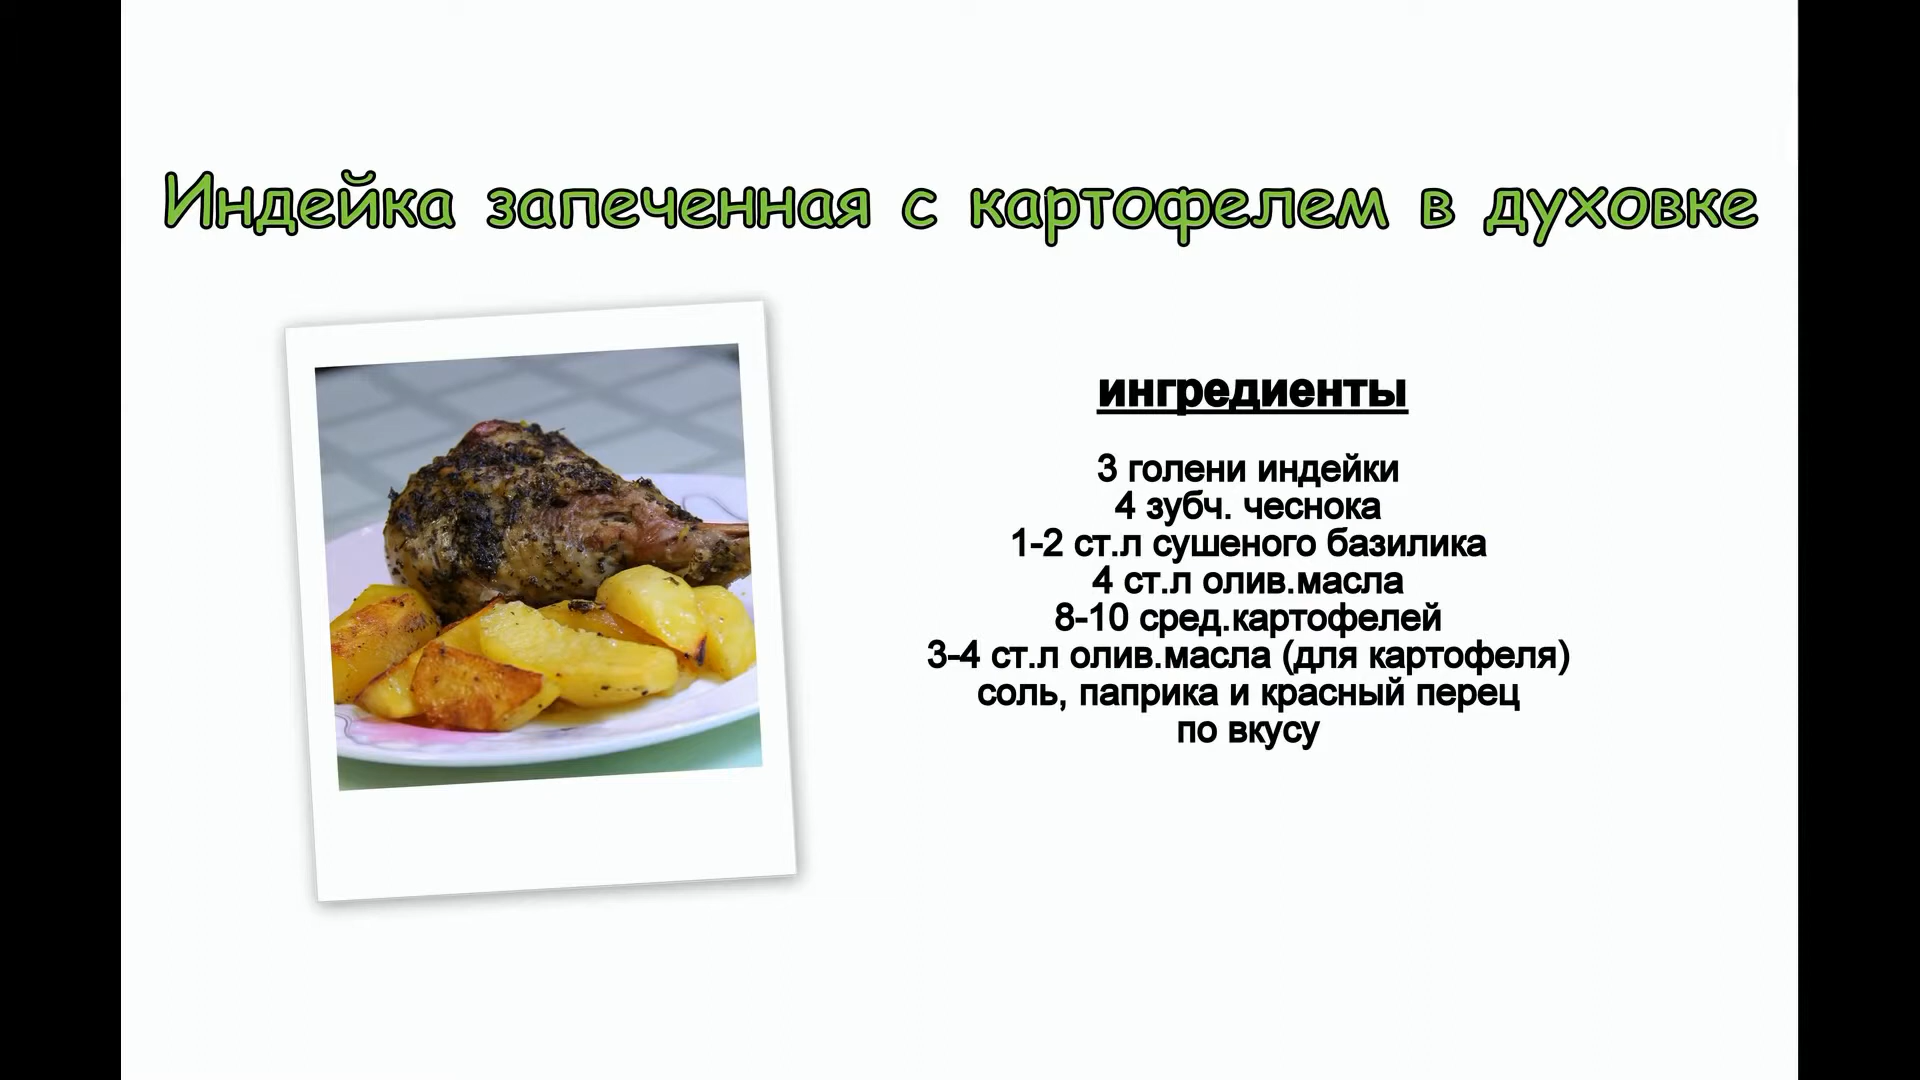 Индейка запеченная с картофелем в духовке
ингредиенты
3 голени индейки
4 зубч. чеснока
1-2 ст.л сушеного базилика
4 ст.л олив.масла
8-10 сред.картофелей
3-4 ст.л олив.масла (для картофеля)
соль, паприка и красный перец
по вкусу